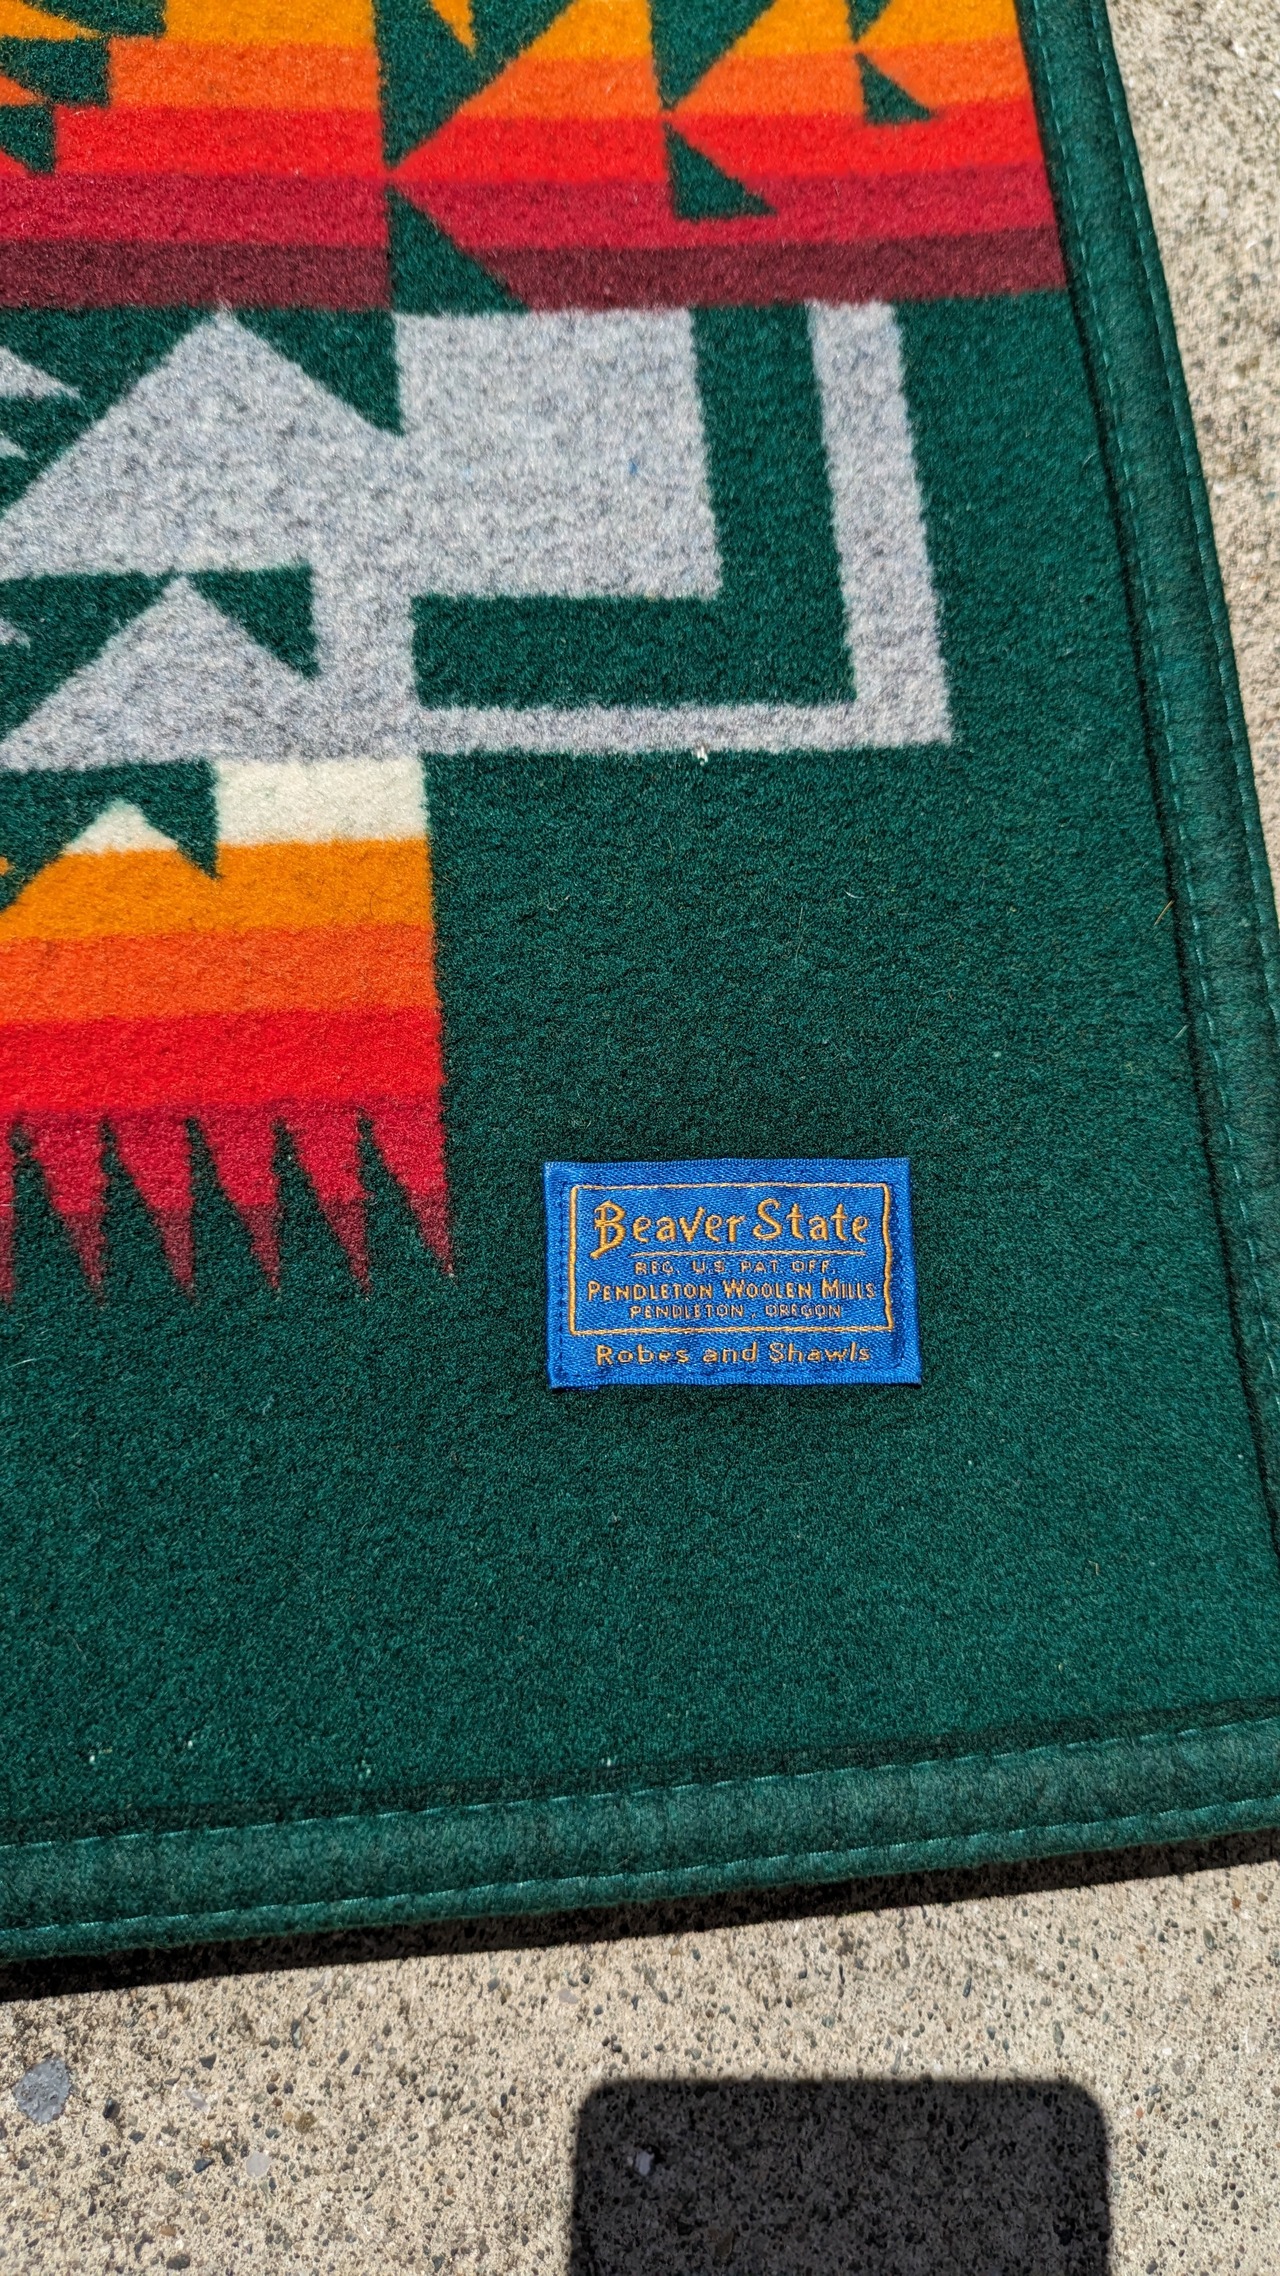 Beaver State
REG. U.S. PAT. OFF.
PENDLETON WOOLEN MILLS
PENDLETON, OREGON
Robes and Shawls